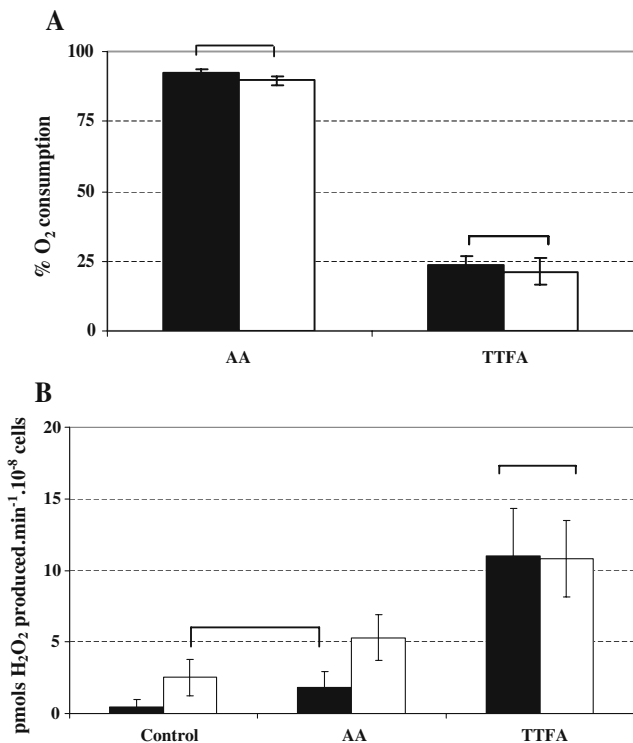 A
100
75
50
25
0
% O₂ consumption
AA TTFA
B
20
15
10
5
0
pmols H₂O₂ produced.min⁻¹.10⁻⁸ cells
Control AA TTFA